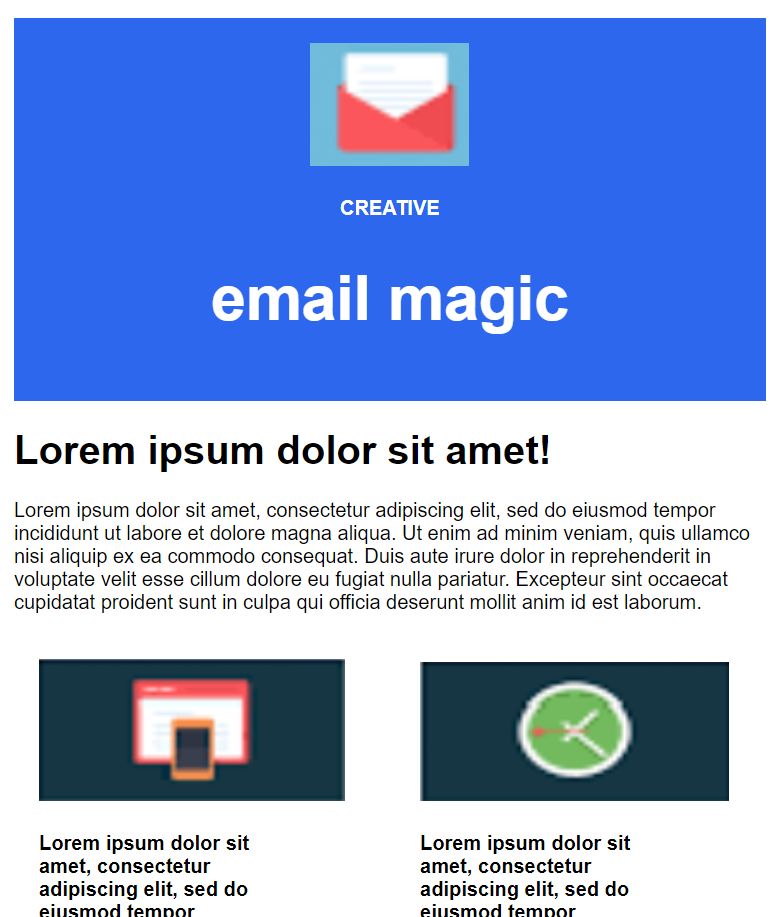 CREATIVE
email magic
Lorem ipsum dolor sit amet!
Lorem ipsum dolor sit amet, consectetur adipiscing elit, sed do eiusmod tempor
incididunt ut labore et dolore magna aliqua. Ut enim ad minim veniam, quis ullamco
nisi aliquip ex ea commodo consequat. Duis aute irure dolor in reprehenderit in
voluptate velit esse cillum dolore eu fugiat nulla pariatur. Excepteur sint occaecat
cupidatat proident sunt in culpa qui officia deserunt mollit anim id est laborum.
Lorem ipsum dolor sit
amet, consectetur
adipiscing elit, sed do
eiusmod tempor
Lorem ipsum dolor sit
amet, consectetur
adipiscing elit, sed do
eiusmod tempor